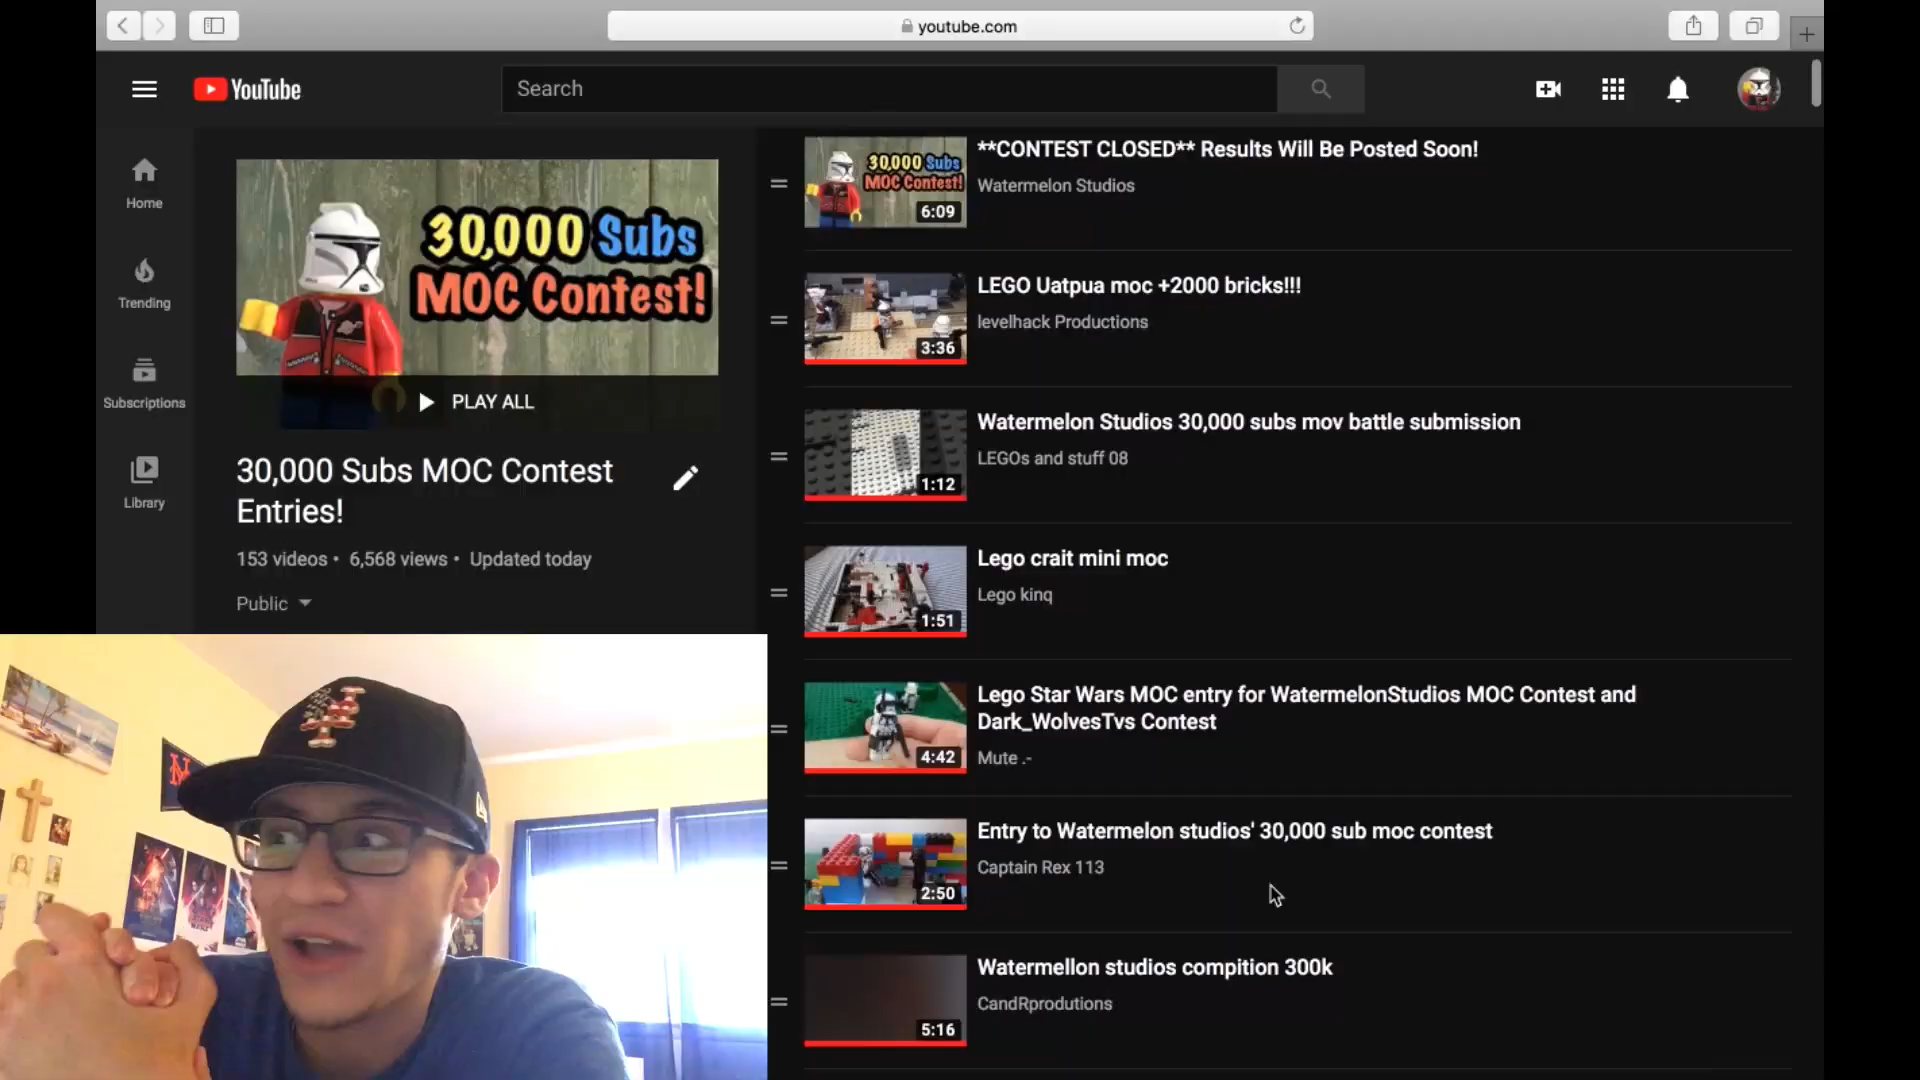 youtube.com
YouTube
Search
Home
Trending
Subscriptions
Library
30,000 Subs
MOC Contest!
PLAY ALL
30,000 Subs MOC Contest
Entries!
153 videos • 6,568 views • Updated today
Public
30,000 Subs
MOC Contest!
6:09
**CONTEST CLOSED** Results Will Be Posted Soon!
Watermelon Studios
3:36
LEGO Uatpua moc +2000 bricks!!!
levelhack Productions
1:12
Watermelon Studios 30,000 subs mov battle submission
LEGOs and stuff 08
1:51
Lego crait mini moc
Lego kinq
4:42
Lego Star Wars MOC entry for WatermelonStudios MOC Contest and
Dark_WolvesTvs Contest
Mute .-
2:50
Entry to Watermelon studios' 30,000 sub moc contest
Captain Rex 113
5:16
Watermellon studios compition 300k
CandRprodutions